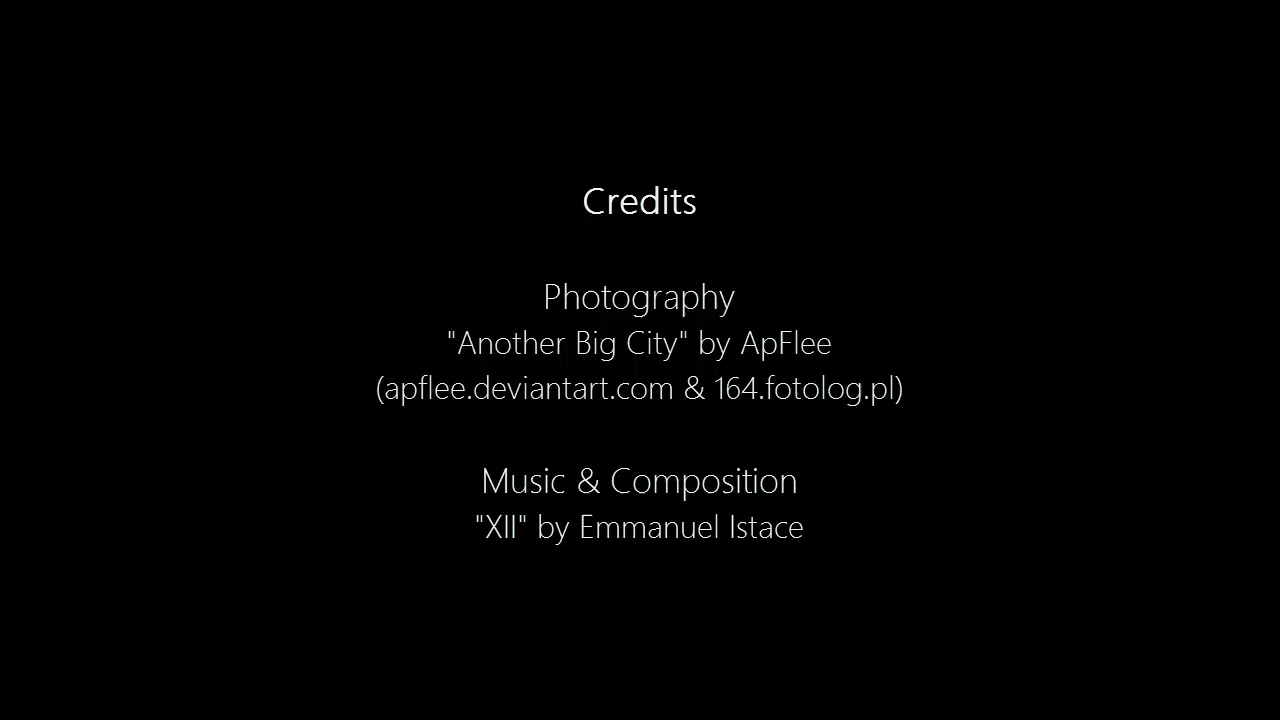 Credits
Photography
"Another Big City" by ApFlee
(apflee.deviantart.com & 164.fotolog.pl)
Music & Composition
"XII" by Emmanuel Istace